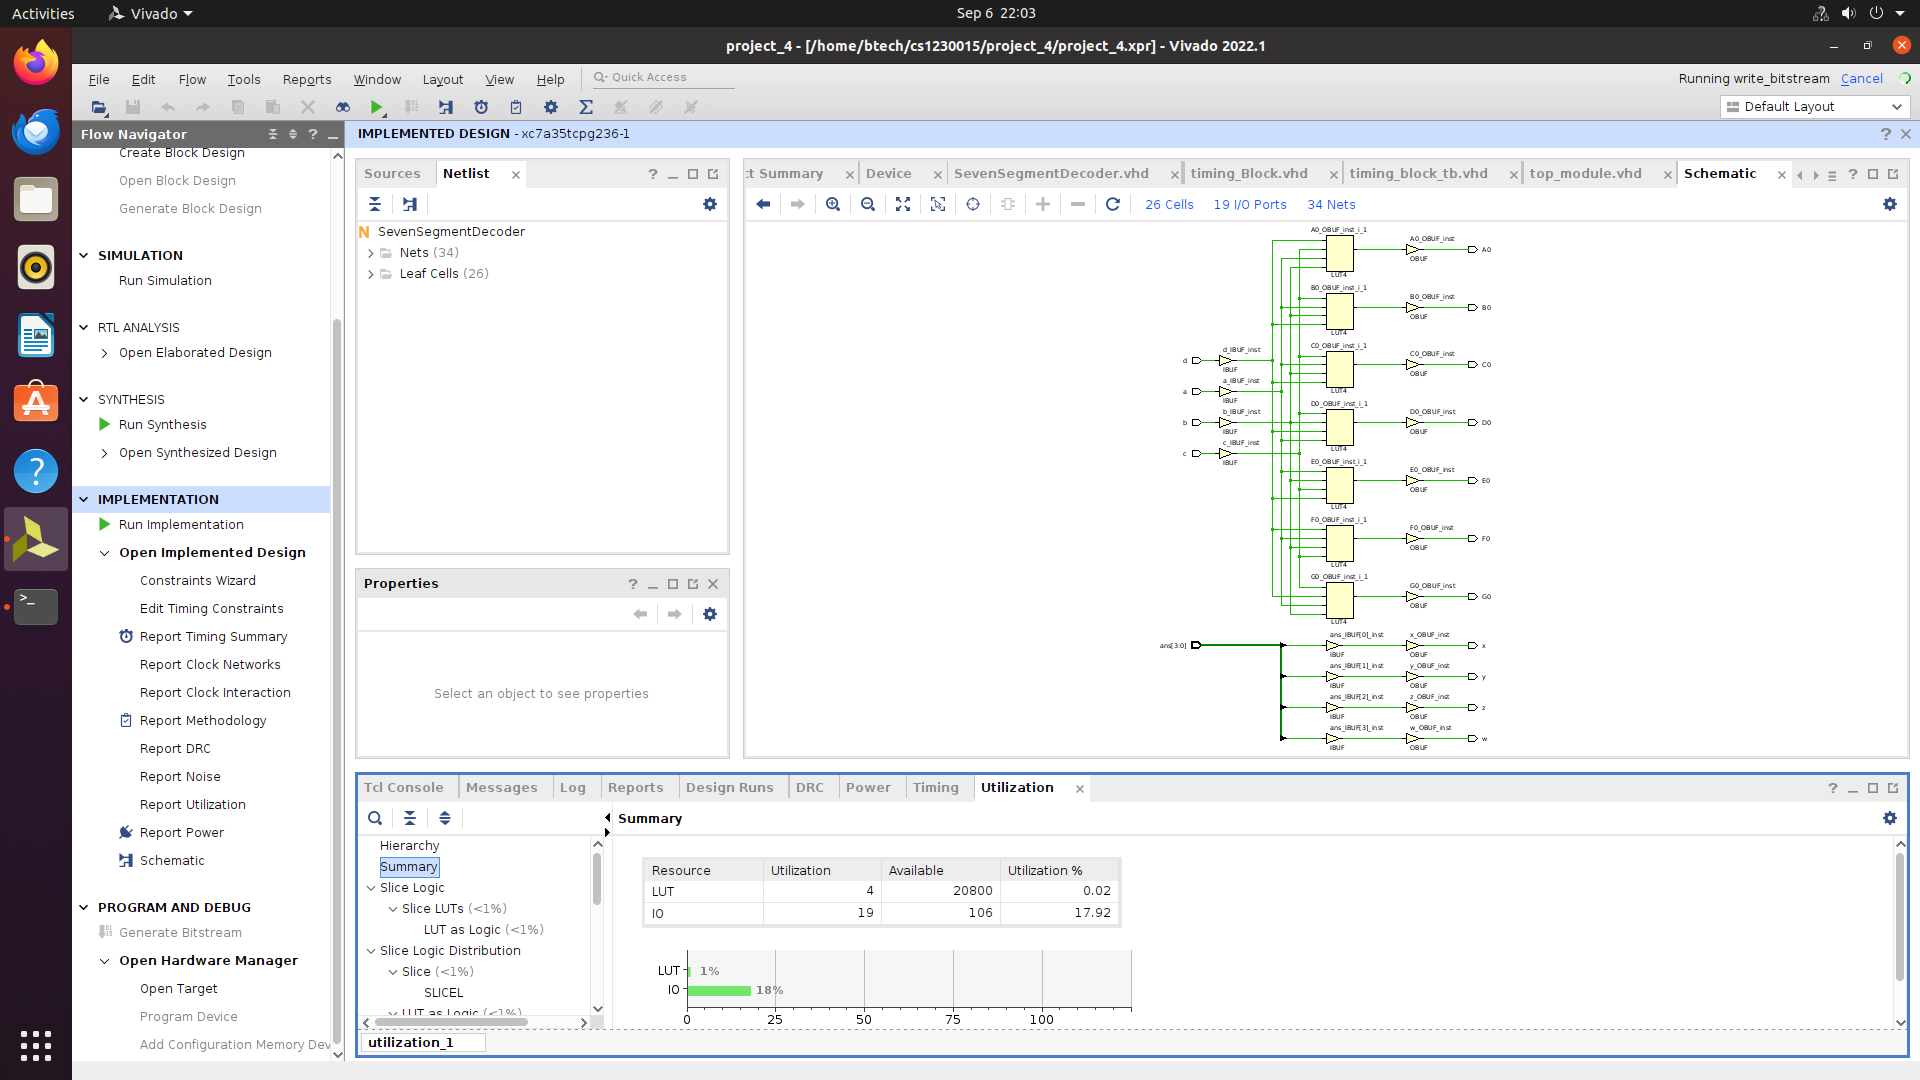 Activities
Vivado
Sep 6 22:03
project_4 - [/home/btech/cs1230015/project_4/project_4.xpr] - Vivado 2022.1
File Edit Flow Tools Reports Window Layout View Help
Quick Access
Running write_bitstream Cancel
Default Layout
Flow Navigator
Create Block Design
Open Block Design
Generate Block Design
SIMULATION
Run Simulation
RTL ANALYSIS
Open Elaborated Design
SYNTHESIS
Run Synthesis
Open Synthesized Design
IMPLEMENTATION
Run Implementation
Open Implemented Design
Constraints Wizard
Edit Timing Constraints
Report Timing Summary
Report Clock Networks
Report Clock Interaction
Report Methodology
Report DRC
Report Noise
Report Utilization
Report Power
Schematic
PROGRAM AND DEBUG
Generate Bitstream
Open Hardware Manager
Open Target
Program Device
Add Configuration Memory Dev
IMPLEMENTED DESIGN - xc7a35tcpg236-1
Sources Netlist
SevenSegmentDecoder
Nets (34)
Leaf Cells (26)
Properties
Select an object to see properties
ct Summary Device SevenSegmentDecoder.vhd timing_Block.vhd timing_block_tb.vhd top_module.vhd Schematic
26 Cells 19 I/O Ports 34 Nets
A0_OBUF_inst_i_1
LUT4
A0_OBUF_inst
OBUF
A0
B0_OBUF_inst_i_1
LUT4
B0_OBUF_inst
OBUF
B0
C0_OBUF_inst_i_1
LUT4
C0_OBUF_inst
OBUF
C0
D0_OBUF_inst_i_1
LUT4
D0_OBUF_inst
OBUF
D0
E0_OBUF_inst_i_1
LUT4
E0_OBUF_inst
OBUF
E0
F0_OBUF_inst_i_1
LUT4
F0_OBUF_inst
OBUF
F0
G0_OBUF_inst_i_1
LUT4
G0_OBUF_inst
OBUF
G0
d
d_IBUF_inst
IBUF
a
a_IBUF_inst
IBUF
b
b_IBUF_inst
IBUF
c
c_IBUF_inst
IBUF
ans[3:0]
ans_IBUF[0]_inst
IBUF
x_OBUF_inst
OBUF
x
ans_IBUF[1]_inst
IBUF
y_OBUF_inst
OBUF
y
ans_IBUF[2]_inst
IBUF
z_OBUF_inst
OBUF
z
ans_IBUF[3]_inst
IBUF
w_OBUF_inst
OBUF
w
Tcl Console Messages Log Reports Design Runs DRC Power Timing Utilization
Hierarchy
Summary
Slice Logic
Slice LUTs (<1%)
LUT as Logic (<1%)
Slice Logic Distribution
Slice (<1%)
SLICEL
LUT as Logic (<1%)
Summary
Resource Utilization Available Utilization %
LUT 4 20800 0.02
IO 19 106 17.92
LUT 1%
IO 18%
0 25 50 75 100
utilization_1